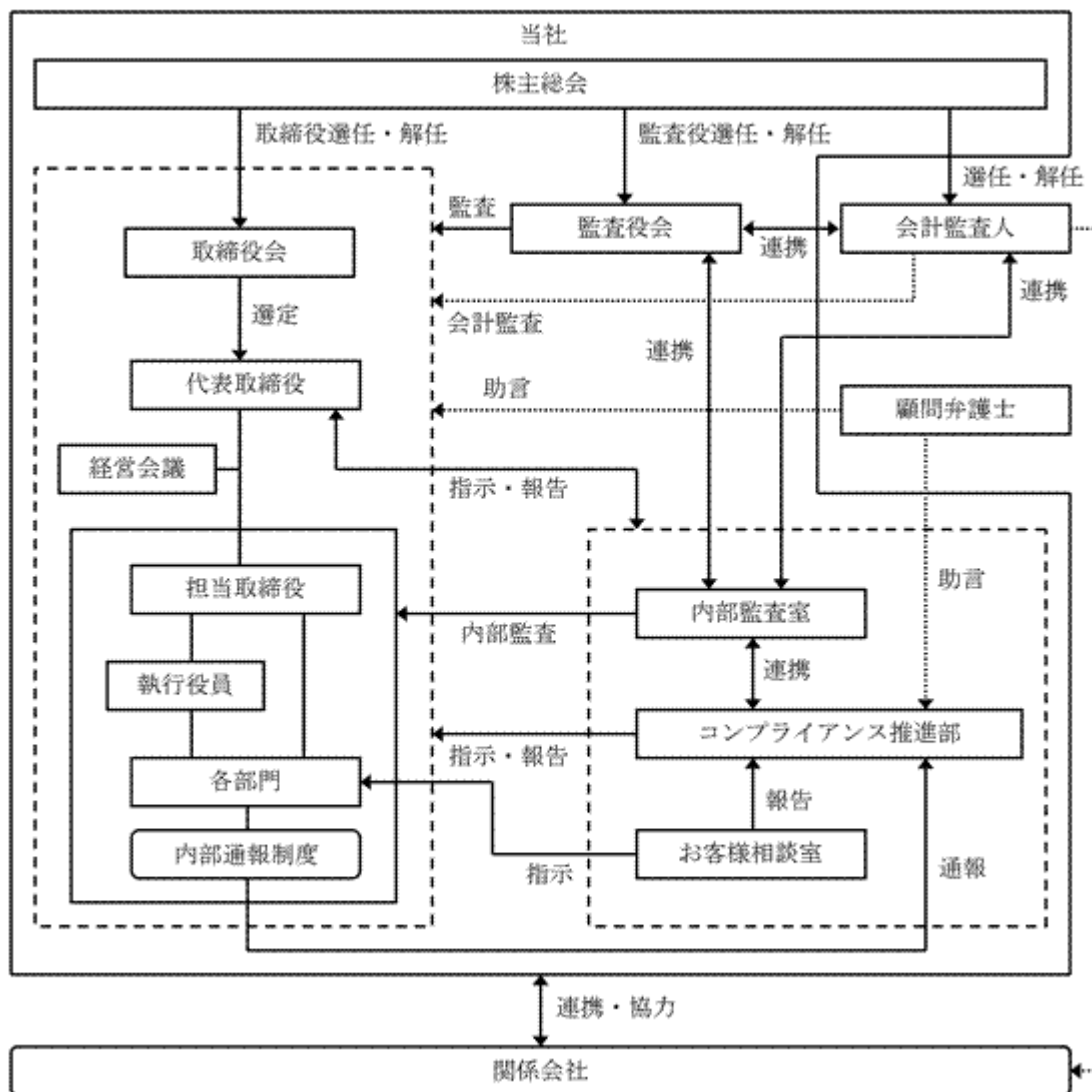 当社
株主総会
取締役選任・解任
監査役選任・解任
選任・解任
監査
監査役会
連携
会計監査人
取締役会
選定
会計監査
連携
連携
代表取締役
助言
顧問弁護士
経営会議
指示・報告
担当取締役
内部監査
内部監査室
助言
執行役員
連携
指示・報告
コンプライアンス推進部
各部門
報告
内部通報制度
指示
お客様相談室
通報
連携・協力
関係会社